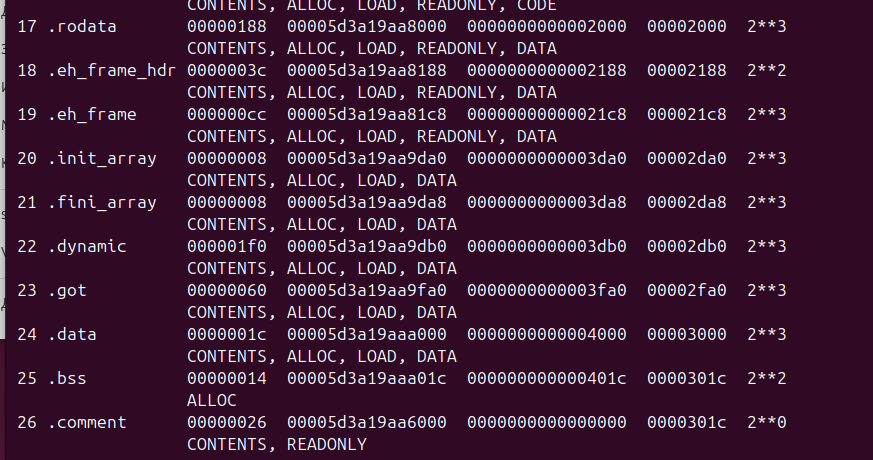 CONTENTS, ALLOC, LOAD, READONLY, CODE
17 .rodata 00000188 00005d3a19aa8000 0000000000002000 00002000 2**3
CONTENTS, ALLOC, LOAD, READONLY, DATA
18 .eh_frame_hdr 0000003c 00005d3a19aa8188 0000000000002188 00002188 2**2
CONTENTS, ALLOC, LOAD, READONLY, DATA
19 .eh_frame 000000cc 00005d3a19aa81c8 00000000000021c8 000021c8 2**3
CONTENTS, ALLOC, LOAD, READONLY, DATA
20 .init_array 00000008 00005d3a19aa9da0 0000000000003da0 00002da0 2**3
CONTENTS, ALLOC, LOAD, DATA
21 .fini_array 00000008 00005d3a19aa9da8 0000000000003da8 00002da8 2**3
CONTENTS, ALLOC, LOAD, DATA
22 .dynamic 000001f0 00005d3a19aa9db0 0000000000003db0 00002db0 2**3
CONTENTS, ALLOC, LOAD, DATA
23 .got 00000060 00005d3a19aa9fa0 0000000000003fa0 00002fa0 2**3
CONTENTS, ALLOC, LOAD, DATA
24 .data 0000001c 00005d3a19aaa000 0000000000004000 00003000 2**3
CONTENTS, ALLOC, LOAD, DATA
25 .bss 00000014 00005d3a19aaa01c 000000000000401c 0000301c 2**2
ALLOC
26 .comment 00000026 00005d3a19aa6000 0000000000000000 0000301c 2**0
CONTENTS, READONLY